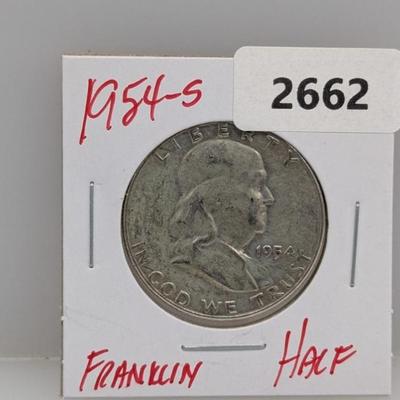 1954-S
2662
LIBERTY
1954
IN GOD WE TRUST
FRANKLIN HALF